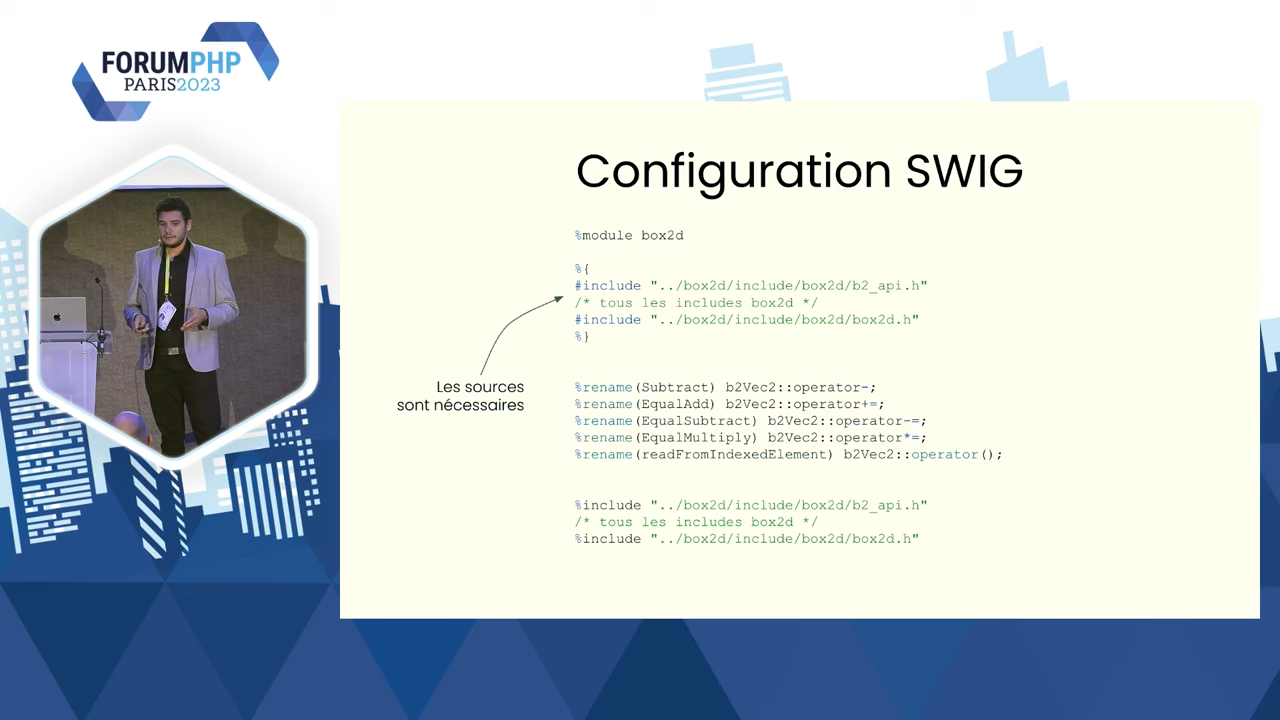 FORUMPHP
PARIS2023
Configuration SWIG
%module box2d
%{
#include "../box2d/include/box2d/b2_api.h"
/* tous les includes box2d */
#include "../box2d/include/box2d/box2d.h"
%}
Les sources
sont nécessaires
%rename(Subtract) b2Vec2::operator-;
%rename(EqualAdd) b2Vec2::operator+=;
%rename(EqualSubtract) b2Vec2::operator-=;
%rename(EqualMultiply) b2Vec2::operator*=;
%rename(readFromIndexedElement) b2Vec2::operator();
%include "../box2d/include/box2d/b2_api.h"
/* tous les includes box2d */
%include "../box2d/include/box2d/box2d.h"